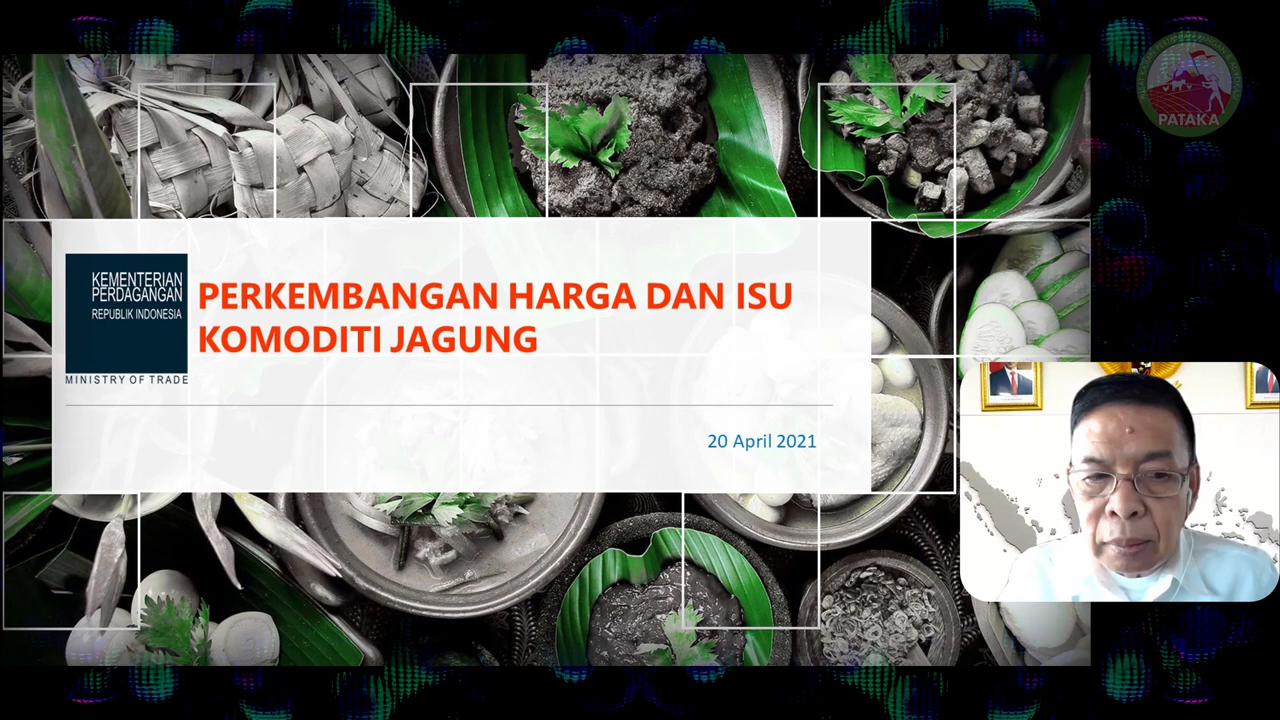 KEMENTERIAN
PERDAGANGAN
REPUBLIK INDONESIA
MINISTRY OF TRADE
PERKEMBANGAN HARGA DAN ISU
KOMODITI JAGUNG
20 April 2021
PATAKA